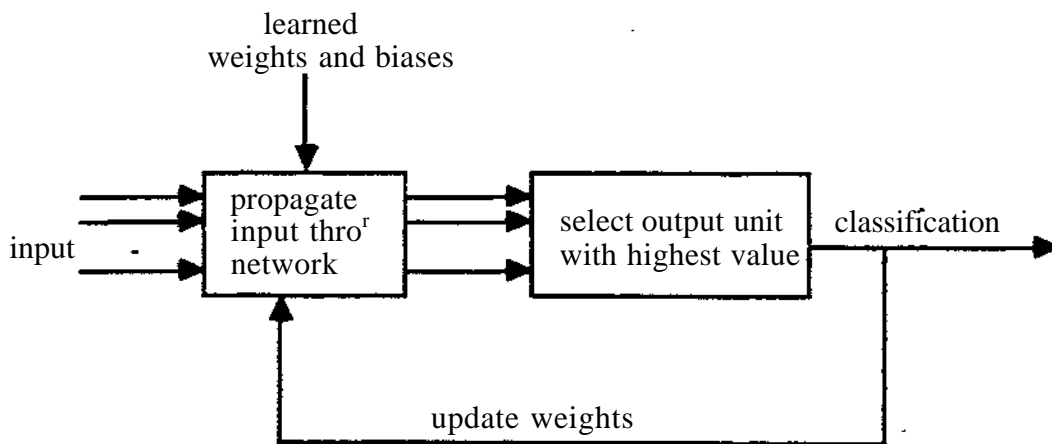 learned
weights and biases
propagate
input thro'
network
select output unit
with highest value
classification
input
update weights